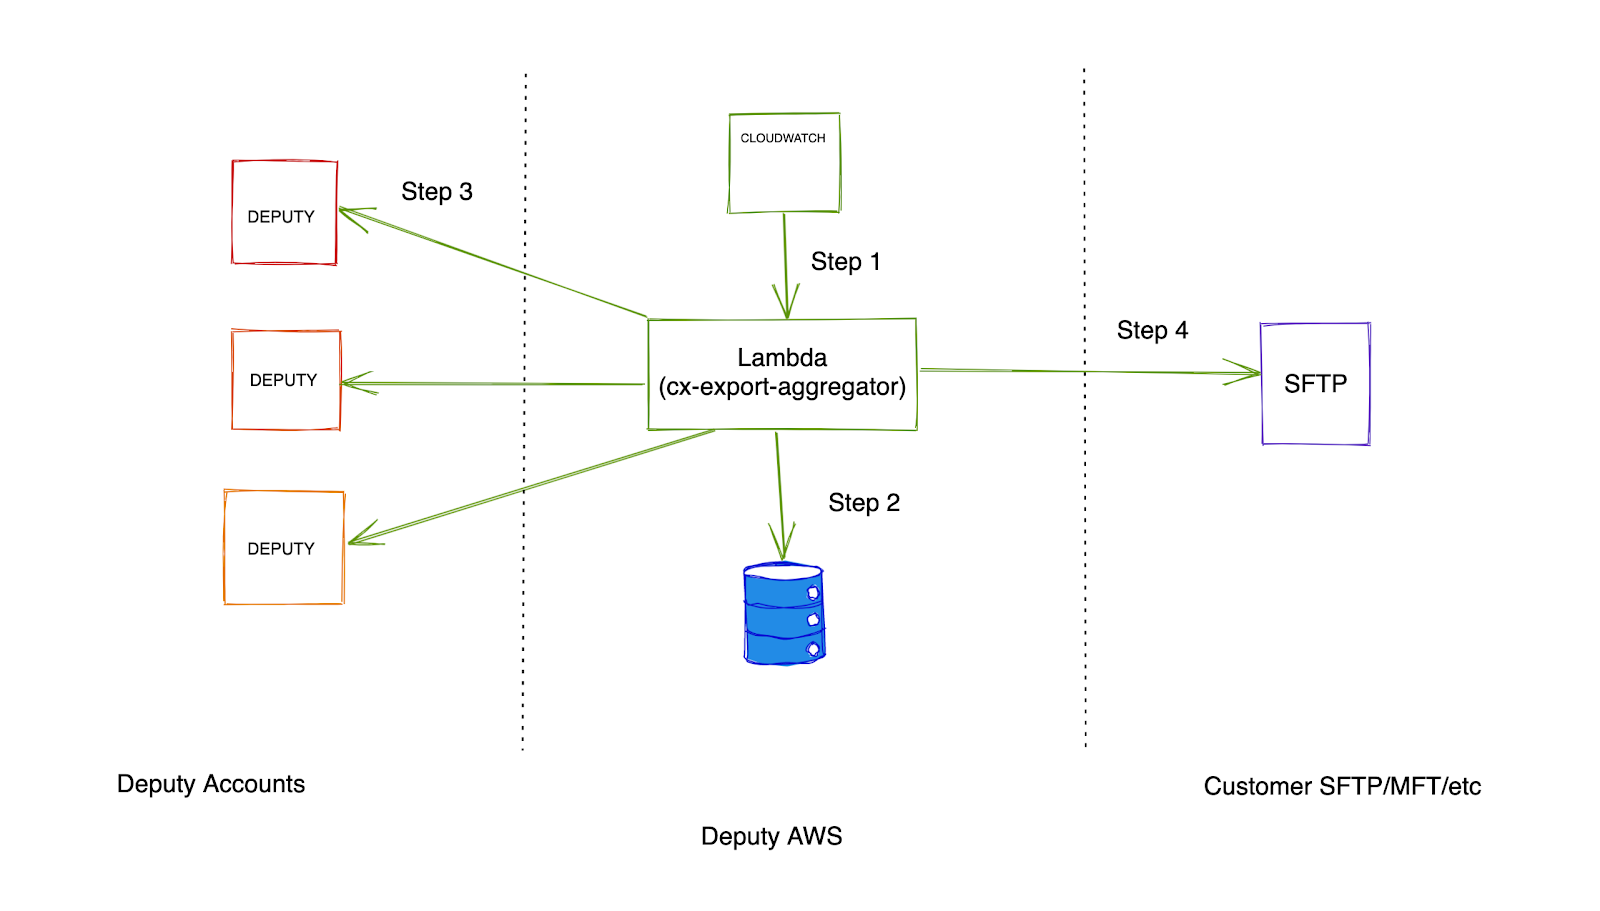 CLOUDWATCH
Step 3
DEPUTY
Step 1
Step 4
Lambda
(cx-export-aggregator)
DEPUTY
SFTP
Step 2
DEPUTY
Deputy Accounts
Customer SFTP/MFT/etc
Deputy AWS